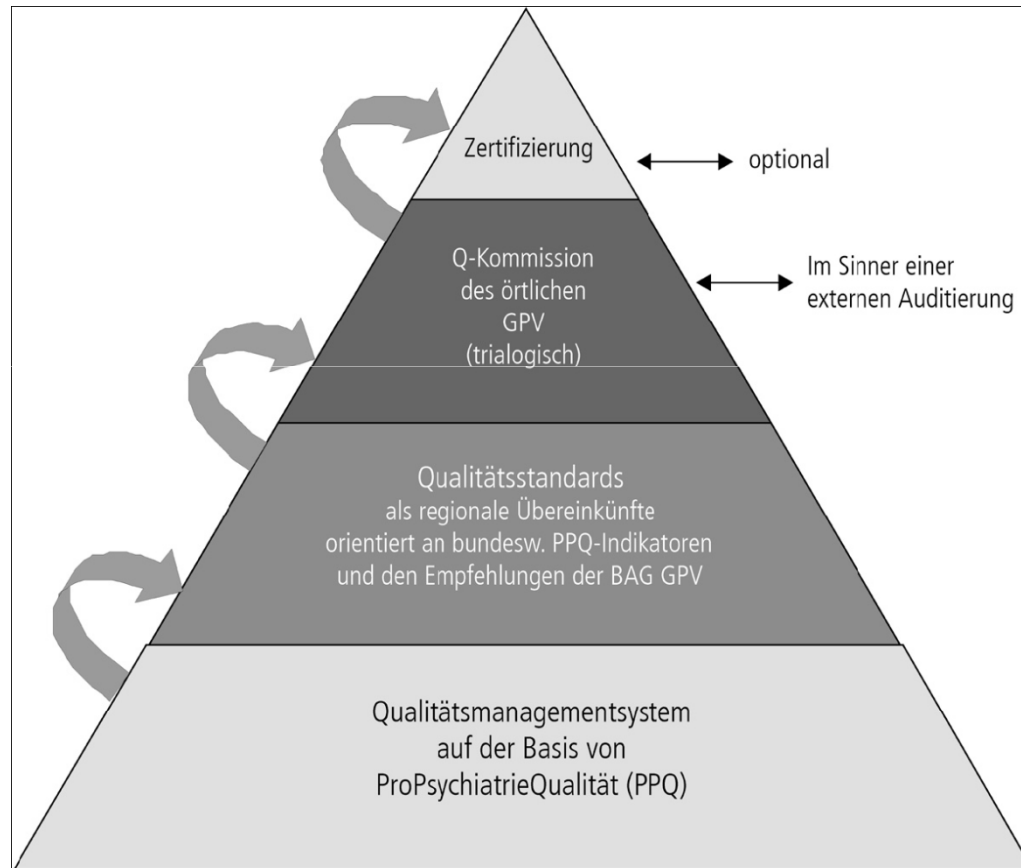 Zertifizierung
optional
Q-Kommission
des örtlichen
GPV
(trialogisch)
Im Sinner einer
externen Auditierung
Qualitätsstandards
als regionale Übereinkünfte
orientiert an bundesw. PPQ-Indikatoren
und den Empfehlungen der BAG GPV
Qualitätsmanagementsystem
auf der Basis von
ProPsychiatrieQualität (PPQ)